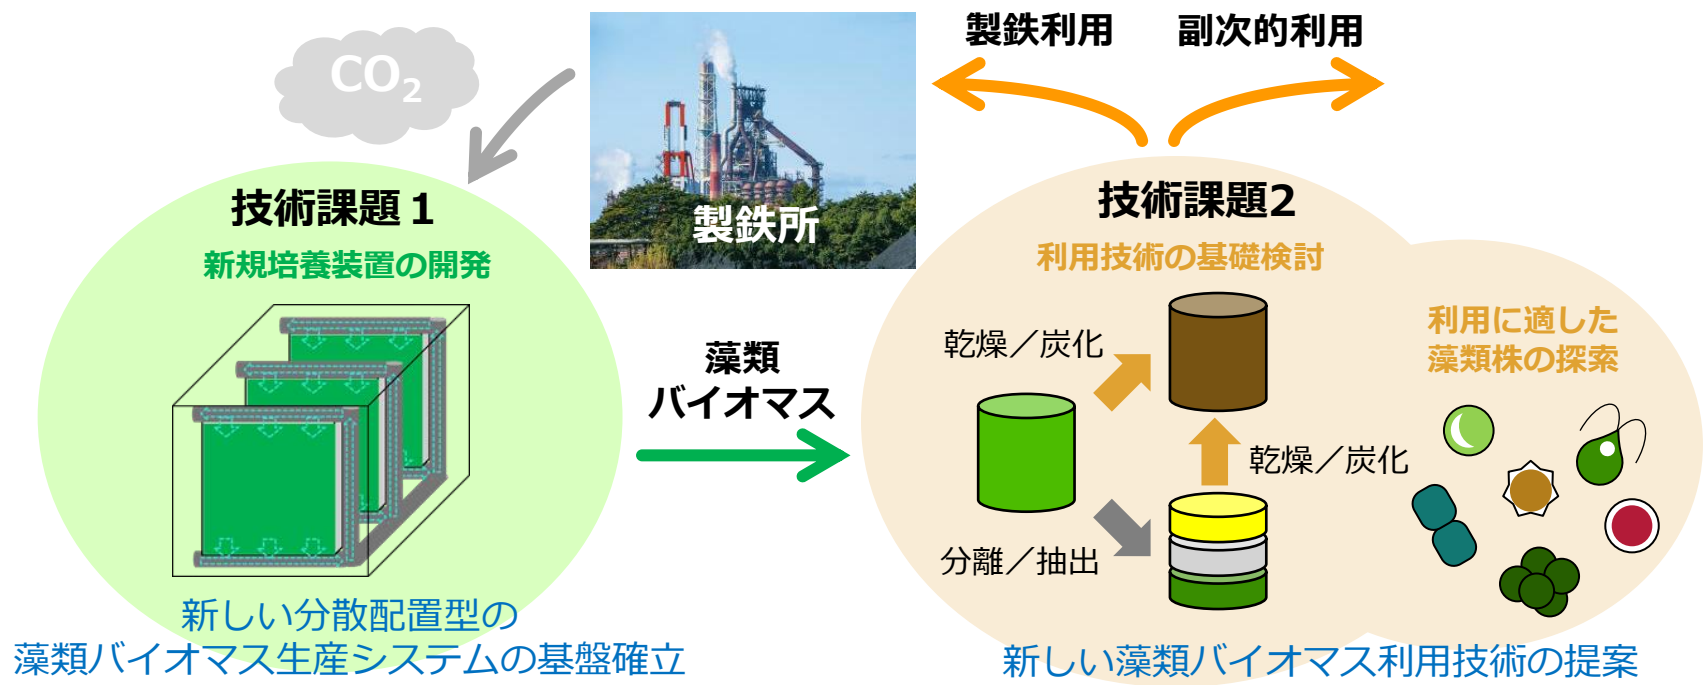 CO₂
製鉄所
製鉄利用
副次的利用
技術課題１
新規培養装置の開発
新しい分散配置型の
藻類バイオマス生産システムの基盤確立
藻類
バイオマス
技術課題2
利用技術の基礎検討
乾燥／炭化
乾燥／炭化
分離／抽出
利用に適した
藻類株の探索
新しい藻類バイオマス利用技術の提案